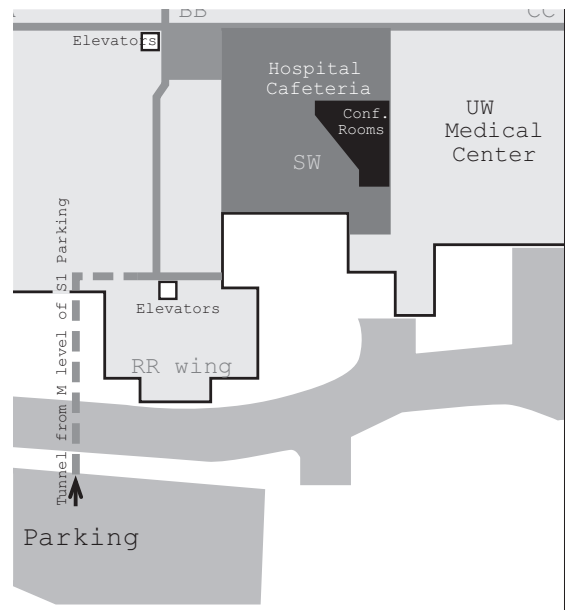 BB
CC
Elevators
Hospital
Cafeteria
Conf.
Rooms
UW
Medical
Center
SW
Tunnel from M level of S1 Parking
Elevators
RR wing
Parking